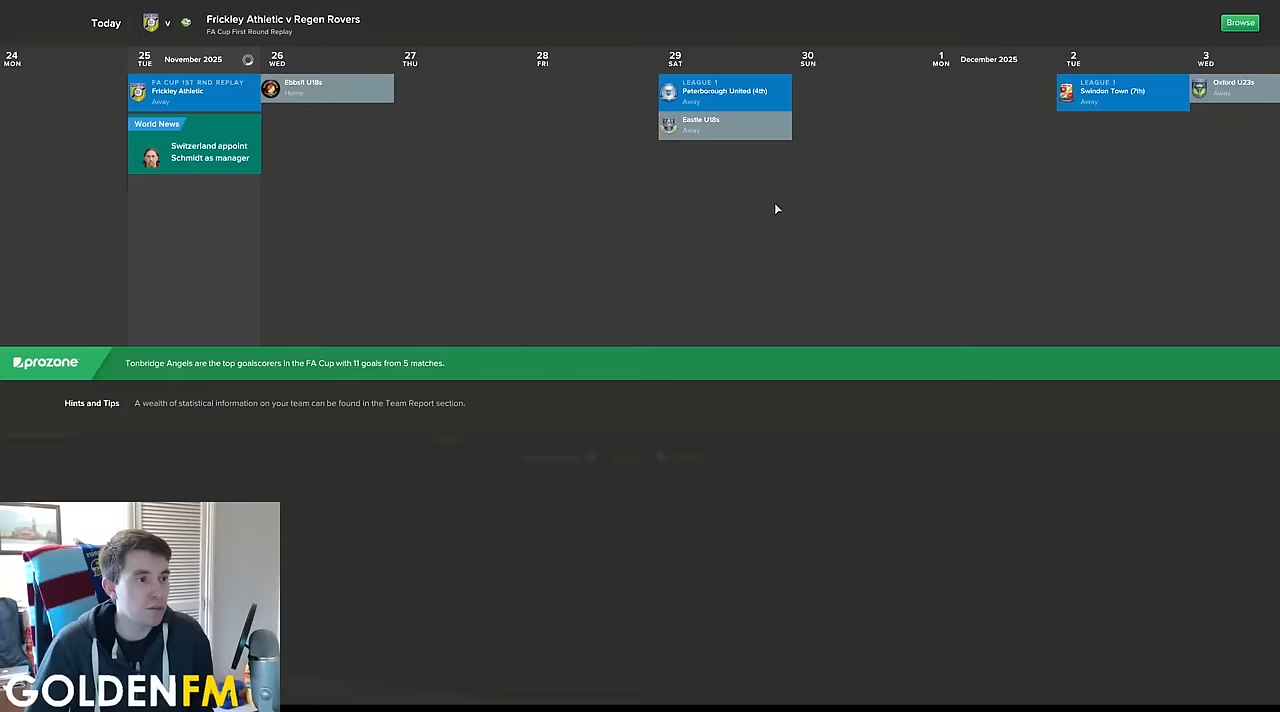 Today
v
Frickley Athletic v Regen Rovers
FA Cup First Round Replay
Browse
24
MON
25
TUE
November 2025
26
WED
27
THU
28
FRI
29
SAT
30
SUN
1
MON
December 2025
2
TUE
3
WED
FA CUP 1ST RND REPLAY
Frickley Athletic
Away
Ebbsfl U18s
Home
LEAGUE 1
Peterborough United (4th)
Away
Eastle U18s
Away
LEAGUE 1
Swindon Town (7th)
Away
Oxford U23s
Away
World News
Switzerland appoint
Schmidt as manager
prozone
Tonbridge Angels are the top goalscorers in the FA Cup with 11 goals from 5 matches.
Hints and Tips
A wealth of statistical information on your team can be found in the Team Report section.
GOLDENFM